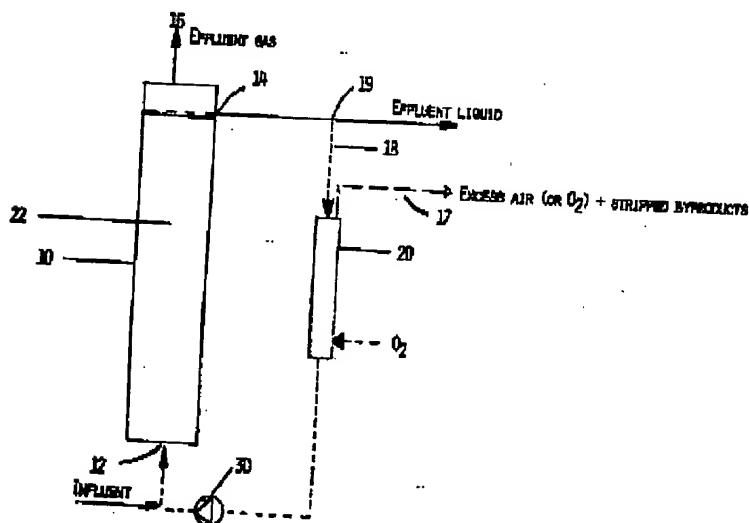 16
EFFLUENT GAS
14
19
EFFLUENT LIQUID
18
EXCESS AIR (OR O₂) + STRIPPED BYPRODUCTS
17
22
20
10
O₂
12
30
INFLUENT